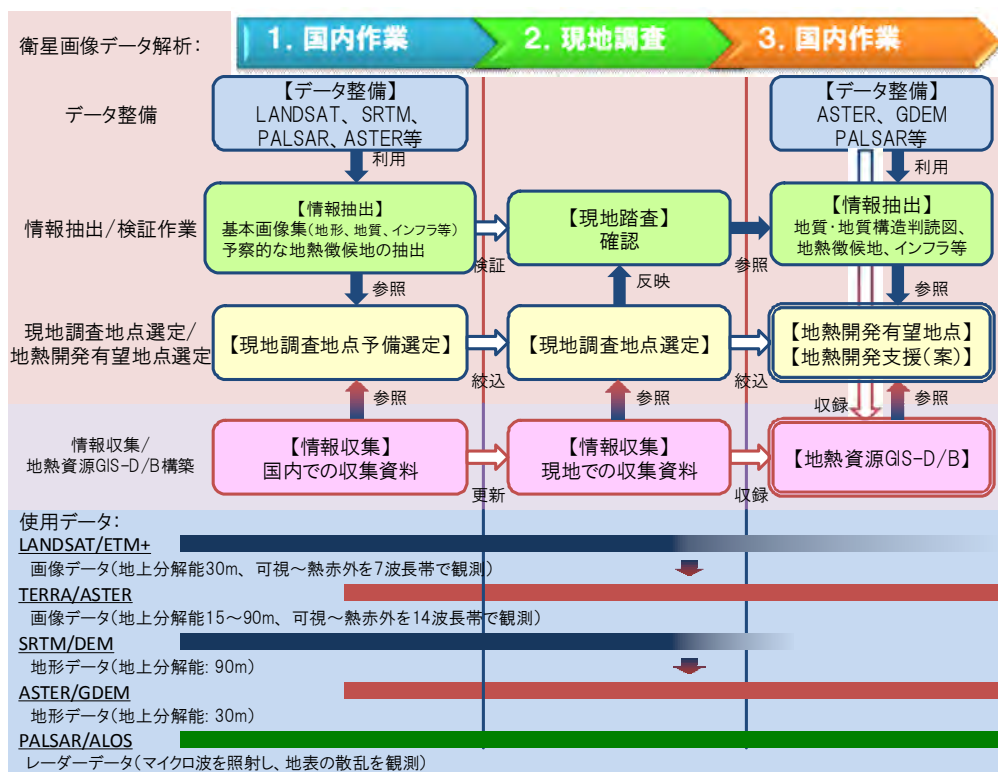 衛星画像データ解析：
1. 国内作業
2. 現地調査
3. 国内作業
データ整備
【データ整備】
LANDSAT、SRTM、
PALSAR、ASTER等
【データ整備】
ASTER、GDEM
PALSAR等
利用
利用
情報抽出/検証作業
【情報抽出】
基本画像集（地形、地質、インフラ等）
予察的な地熱徴候地の抽出
検証
【現地踏査】
確認
参照
【情報抽出】
地質・地質構造判読図、
地熱徴候地、インフラ等
参照
反映
参照
現地調査地点選定/
地熱開発有望地点選定
【現地調査地点予備選定】
絞込
【現地調査地点選定】
絞込
【地熱開発有望地点】
【地熱開発支援（案）】
参照
参照
収録
参照
情報収集/
地熱資源GIS-D/B構築
【情報収集】
国内での収集資料
更新
【情報収集】
現地での収集資料
収録
【地熱資源GIS-D/B】
使用データ：
LANDSAT/ETM+
画像データ（地上分解能30m、可視～熱赤外を7波長帯で観測）
TERRA/ASTER
画像データ（地上分解能15～90m、可視～熱赤外を14波長帯で観測）
SRTM/DEM
地形データ（地上分解能: 90m）
ASTER/GDEM
地形データ（地上分解能: 30m）
PALSAR/ALOS
レーダーデータ（マイクロ波を照射し、地表の散乱を観測）